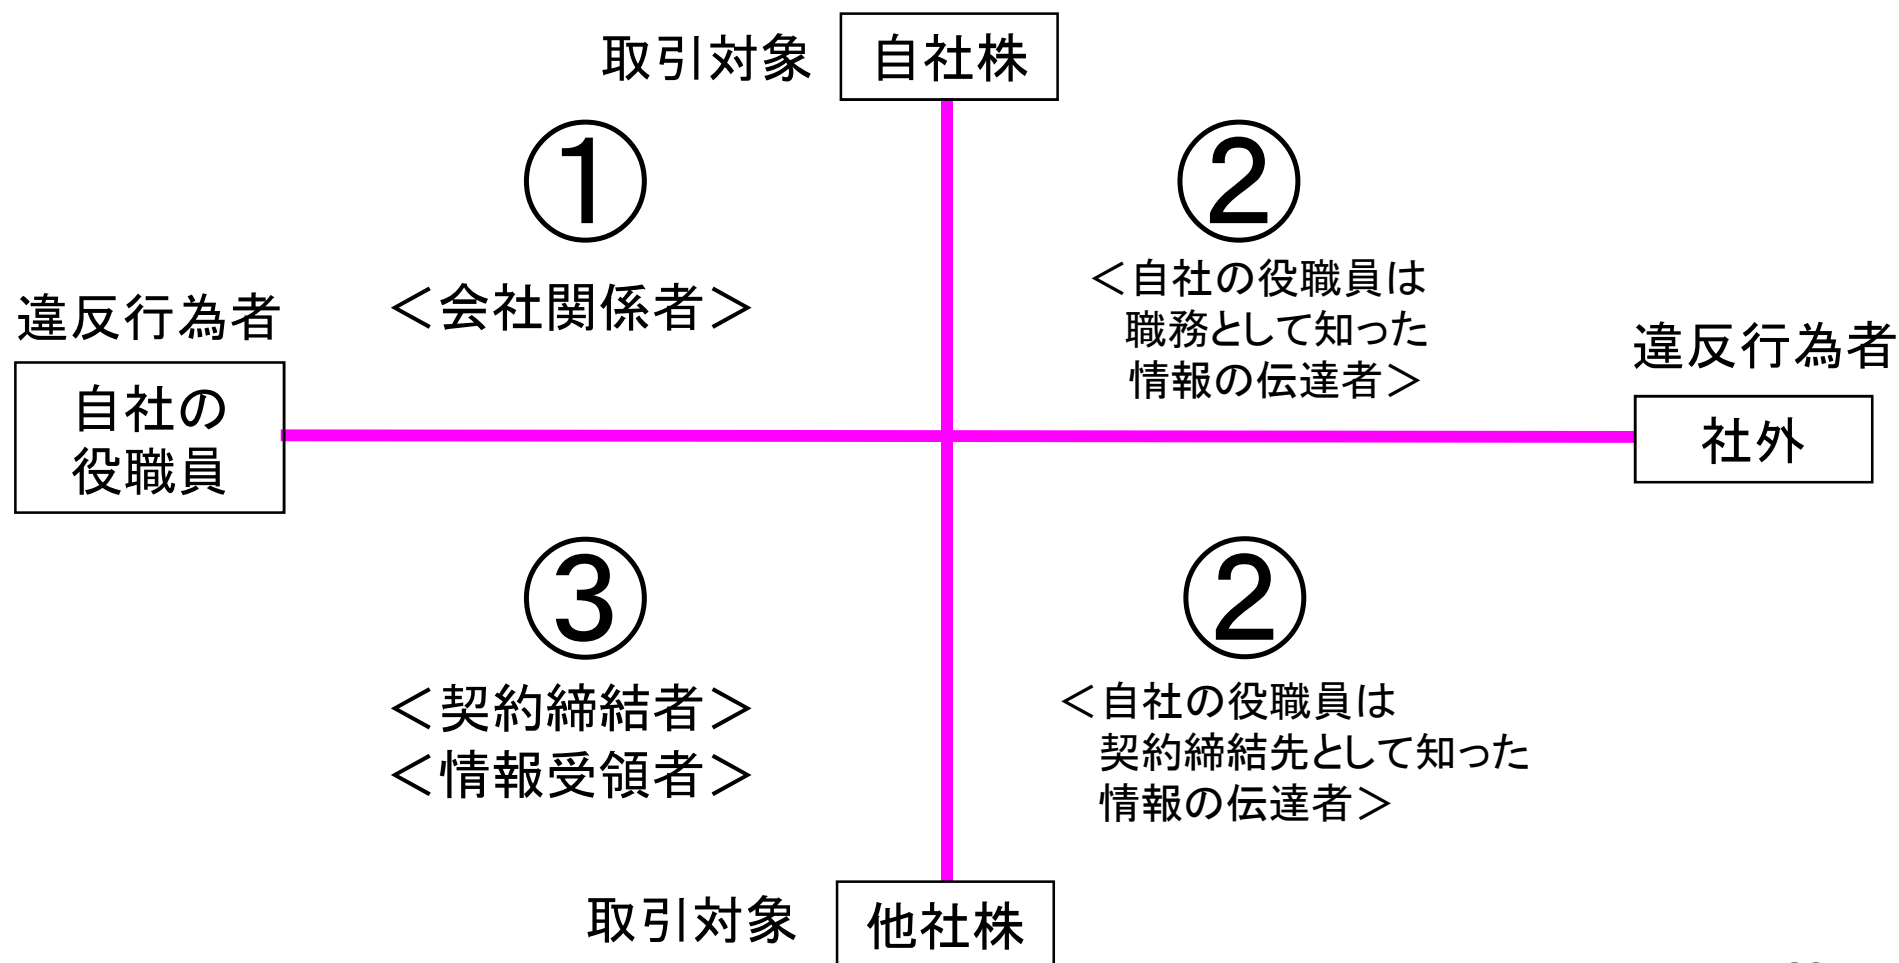 取引対象
自社株
①
②
＜会社関係者＞
＜自社の役職員は
職務として知った
情報の伝達者＞
違反行為者
自社の
役職員
違反行為者
社外
③
②
＜契約締結者＞
＜情報受領者＞
＜自社の役職員は
契約締結先として知った
情報の伝達者＞
取引対象
他社株